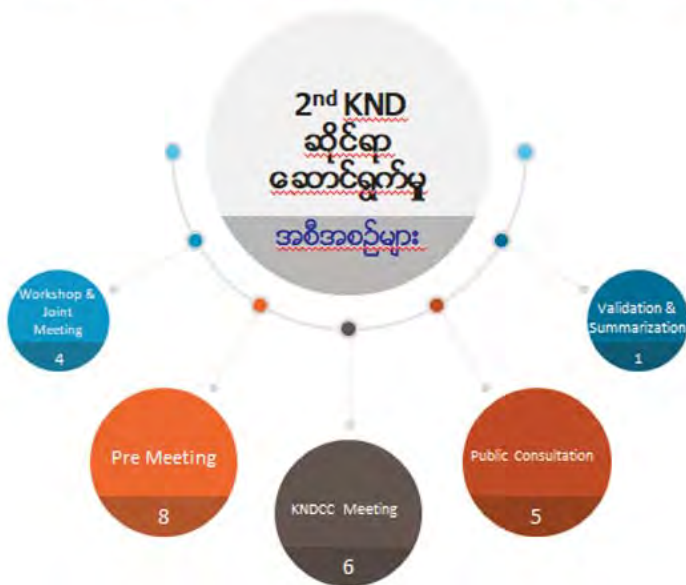 2nd KND
ဆိုင်ရာ
ဆောင်ရွက်မှု
အစီအစဉ်များ
Workshop &
Joint
Meeting
4
Pre Meeting
8
KNDCC Meeting
6
Public Consultation
5
Validation &
Summarization
1